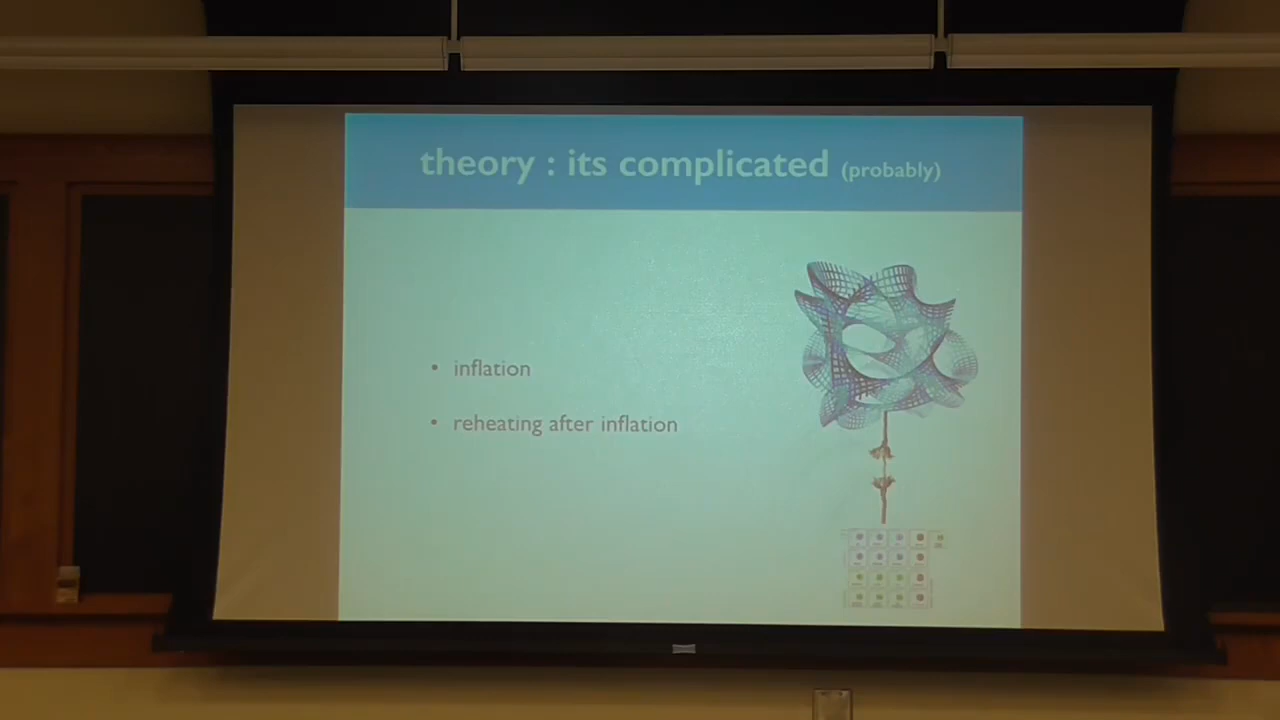 theory : its complicated (probably)
• inflation
• reheating after inflation